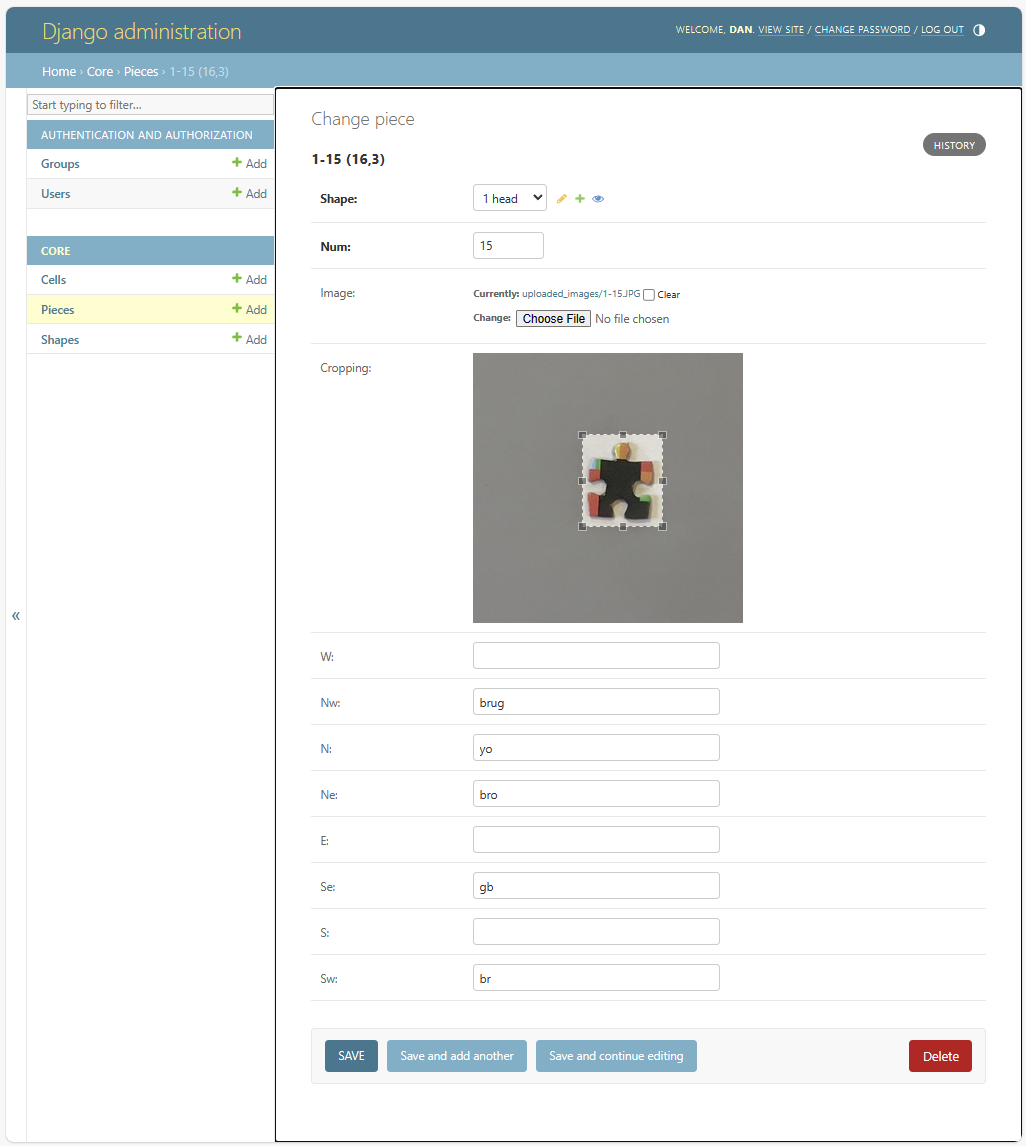 Django administration
WELCOME, DAN. VIEW SITE / CHANGE PASSWORD / LOG OUT
Home › Core › Pieces › 1-15 (16,3)
Start typing to filter...
AUTHENTICATION AND AUTHORIZATION
Groups + Add
Users + Add
CORE
Cells + Add
Pieces + Add
Shapes + Add
«
Change piece
HISTORY
1-15 (16,3)
Shape: 1 head
Num: 15
Image: Currently: uploaded_images/1-15.JPG Clear
Change: Choose File No file chosen
Cropping:
W:
Nw: brug
N: yo
Ne: bro
E:
Se: gb
S:
Sw: br
SAVE Save and add another Save and continue editing Delete